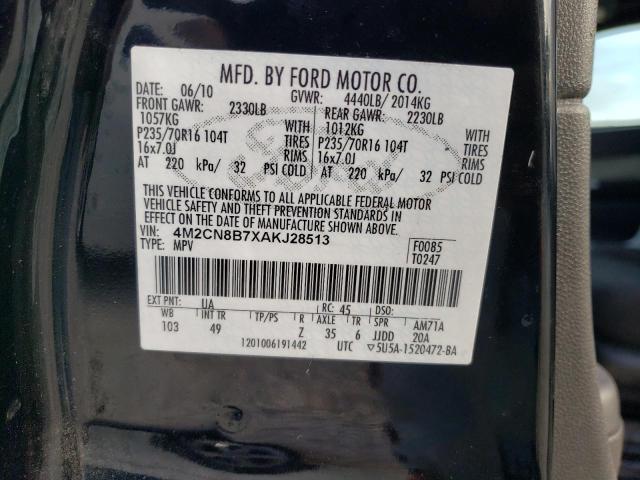 MFD. BY FORD MOTOR CO.
DATE: 06/10 GVWR: 4440LB/ 2014KG
FRONT GAWR: 2330LB REAR GAWR: 2230LB
1057KG WITH 1012KG WITH
P235/70R16 104T TIRES P235/70R16 104T TIRES
16x7.0J RIMS 16x7.0J RIMS
AT 220 kPa/ 32 PSI COLD AT 220 kPa/ 32 PSI COLD
THIS VEHICLE CONFORMS TO ALL APPLICABLE FEDERAL MOTOR
VEHICLE SAFETY AND THEFT PREVENTION STANDARDS IN
EFFECT ON THE DATE OF MANUFACTURE SHOWN ABOVE.
VIN: 4M2CN8B7XAKJ28513 F0085
TYPE: MPV T0247
EXT PNT: UA RC: 45 DSO:
WB INT TR TP/PS R AXLE TR SPR AM71A
103 49 Z 35 6 JJDD 20A
1201006191442 UTC ▽5U5A-1520472-BA